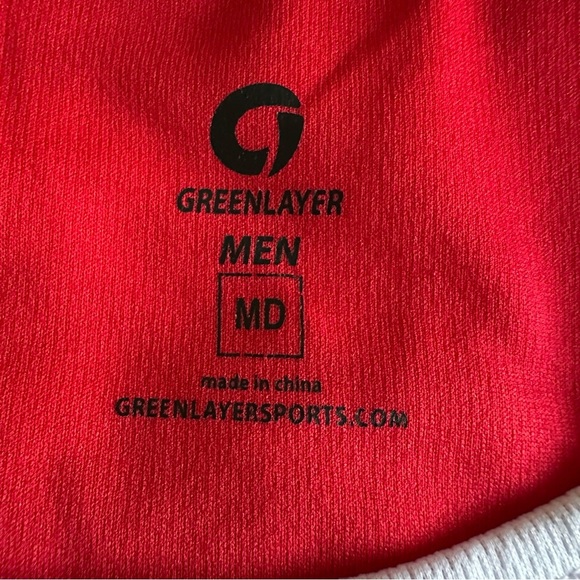 GREENLAYER
MEN
MD
made in china
GREENLAYERSPORTS.COM